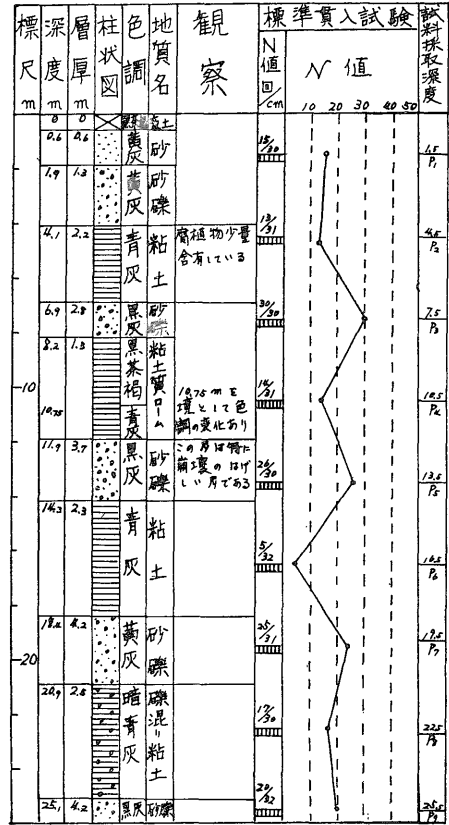 標尺m 深度m 層厚m 柱状図 色調 地質名 観察 標準貫入試験 試料採取深度
N値 回/cm N値
10 20 30 40 50
0 0 表土
0.6 0.6 黄灰 砂
15/30 1.5 P1
1.9 1.3 黄灰 砂礫
13/31 4.5 P2
4.1 2.2 青灰 粘土 腐植物少量
含有している
30/30 7.5 P3
6.9 2.8 黒灰 砂礫
8.2 1.3 黒茶褐 粘土質ローム
-10
14/31 10.5 P4
10.75 青灰
10.75mを
境として色
調の変化あり
11.9 3.7 黒灰 砂礫
この層は特に
崩壊のはげ
しい層である
26/30 13.5 P5
14.3 2.3 青灰 粘土
5/32 16.5 P6
18.4 4.2 黄灰 砂礫
25/31 19.5 P7
-20
20.9 2.5 暗青灰 礫混り粘土
17/30 22.5 P8
25.1 4.2 黒灰 砂礫
20/32 25.5 P9